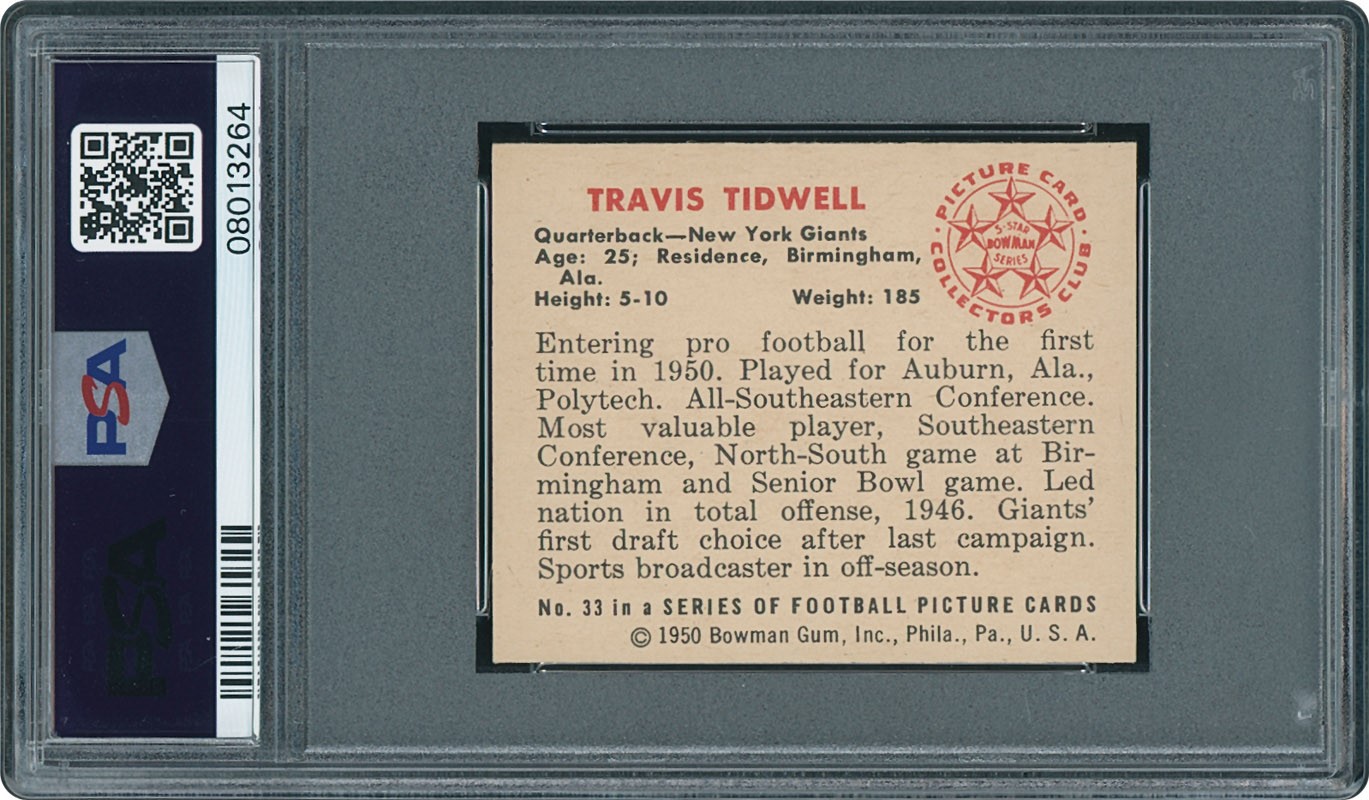 08013264
PSA
PSA
TRAVIS TIDWELL
Quarterback—New York Giants
Age: 25; Residence, Birmingham,
Ala.
Height: 5-10 Weight: 185
PICTURE CARD
COLLECTORS CLUB
5-STAR
BOWMAN
SERIES
Entering pro football for the first
time in 1950. Played for Auburn, Ala.,
Polytech. All-Southeastern Conference.
Most valuable player, Southeastern
Conference, North-South game at Bir-
mingham and Senior Bowl game. Led
nation in total offense, 1946. Giants'
first draft choice after last campaign.
Sports broadcaster in off-season.
No. 33 in a SERIES OF FOOTBALL PICTURE CARDS
© 1950 Bowman Gum, Inc., Phila., Pa., U. S. A.